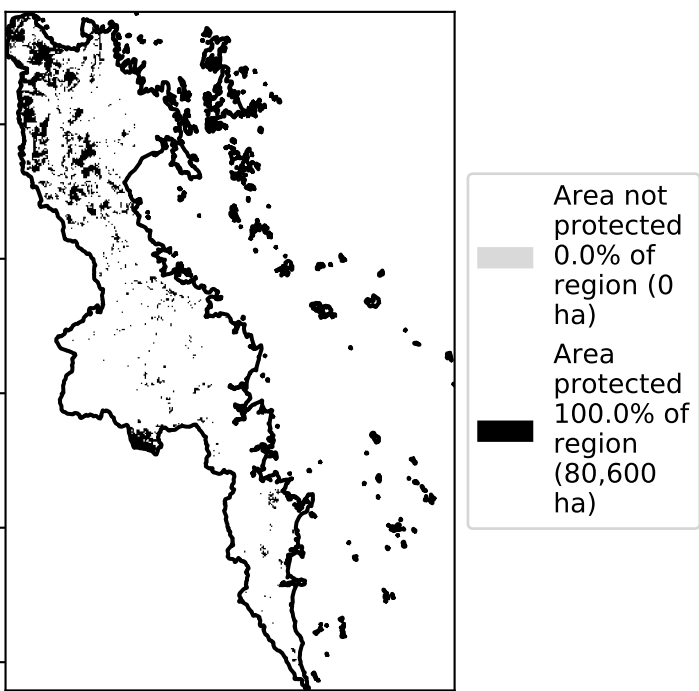 Area not
protected
0.0% of
region (0
ha)
Area
protected
100.0% of
region
(80,600
ha)